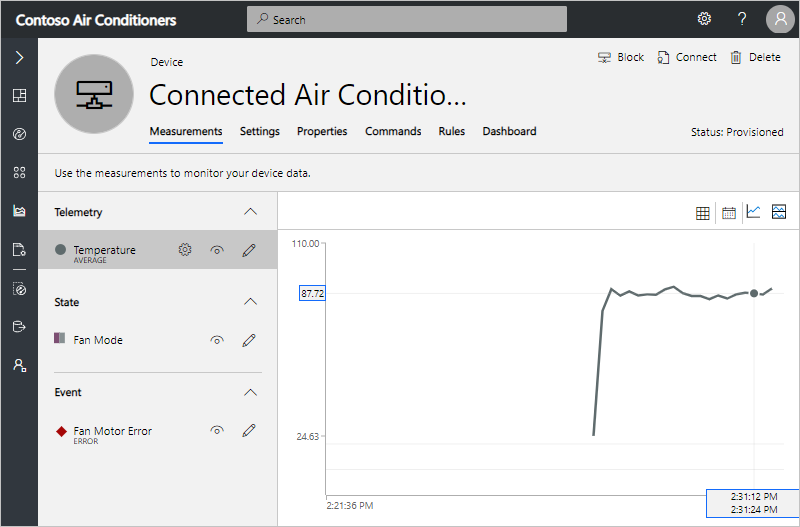 Contoso Air Conditioners
Search
?
Device
Block
Connect
Delete
Connected Air Conditio...
Measurements
Settings
Properties
Commands
Rules
Dashboard
Status: Provisioned
Use the measurements to monitor your device data.
Telemetry
Temperature
AVERAGE
State
Fan Mode
Event
Fan Motor Error
ERROR
110.00
87.72
24.63
2:21:36 PM
2:31:12 PM
2:31:24 PM